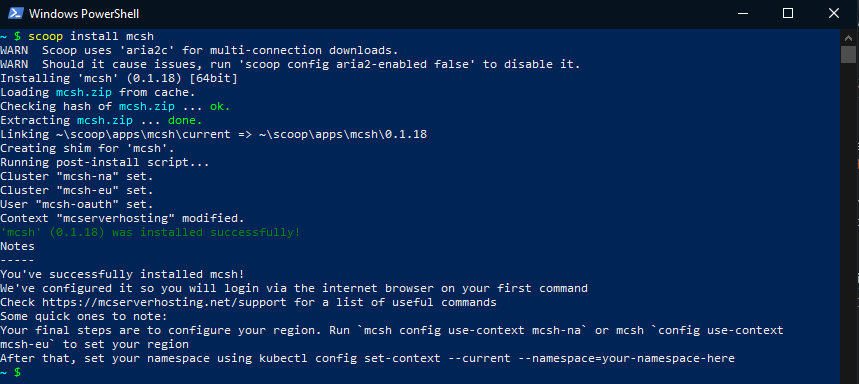 Windows PowerShell
~ $ scoop install mcsh
WARN  Scoop uses 'aria2c' for multi-connection downloads.
WARN  Should it cause issues, run 'scoop config aria2-enabled false' to disable it.
Installing 'mcsh' (0.1.18) [64bit]
Loading mcsh.zip from cache.
Checking hash of mcsh.zip ... ok.
Extracting mcsh.zip ... done.
Linking ~\scoop\apps\mcsh\current => ~\scoop\apps\mcsh\0.1.18
Creating shim for 'mcsh'.
Running post-install script...
Cluster "mcsh-na" set.
Cluster "mcsh-eu" set.
User "mcsh-oauth" set.
Context "mcserverhosting" modified.
'mcsh' (0.1.18) was installed successfully!
Notes
-----
You've successfully installed mcsh!
We've configured it so you will login via the internet browser on your first command
Check https://mcserverhosting.net/support for a list of useful commands
Some quick ones to note:
Your final steps are to configure your region. Run `mcsh config use-context mcsh-na` or mcsh `config use-context
mcsh-eu` to set your region
After that, set your namespace using kubectl config set-context --current --namespace=your-namespace-here
~ $